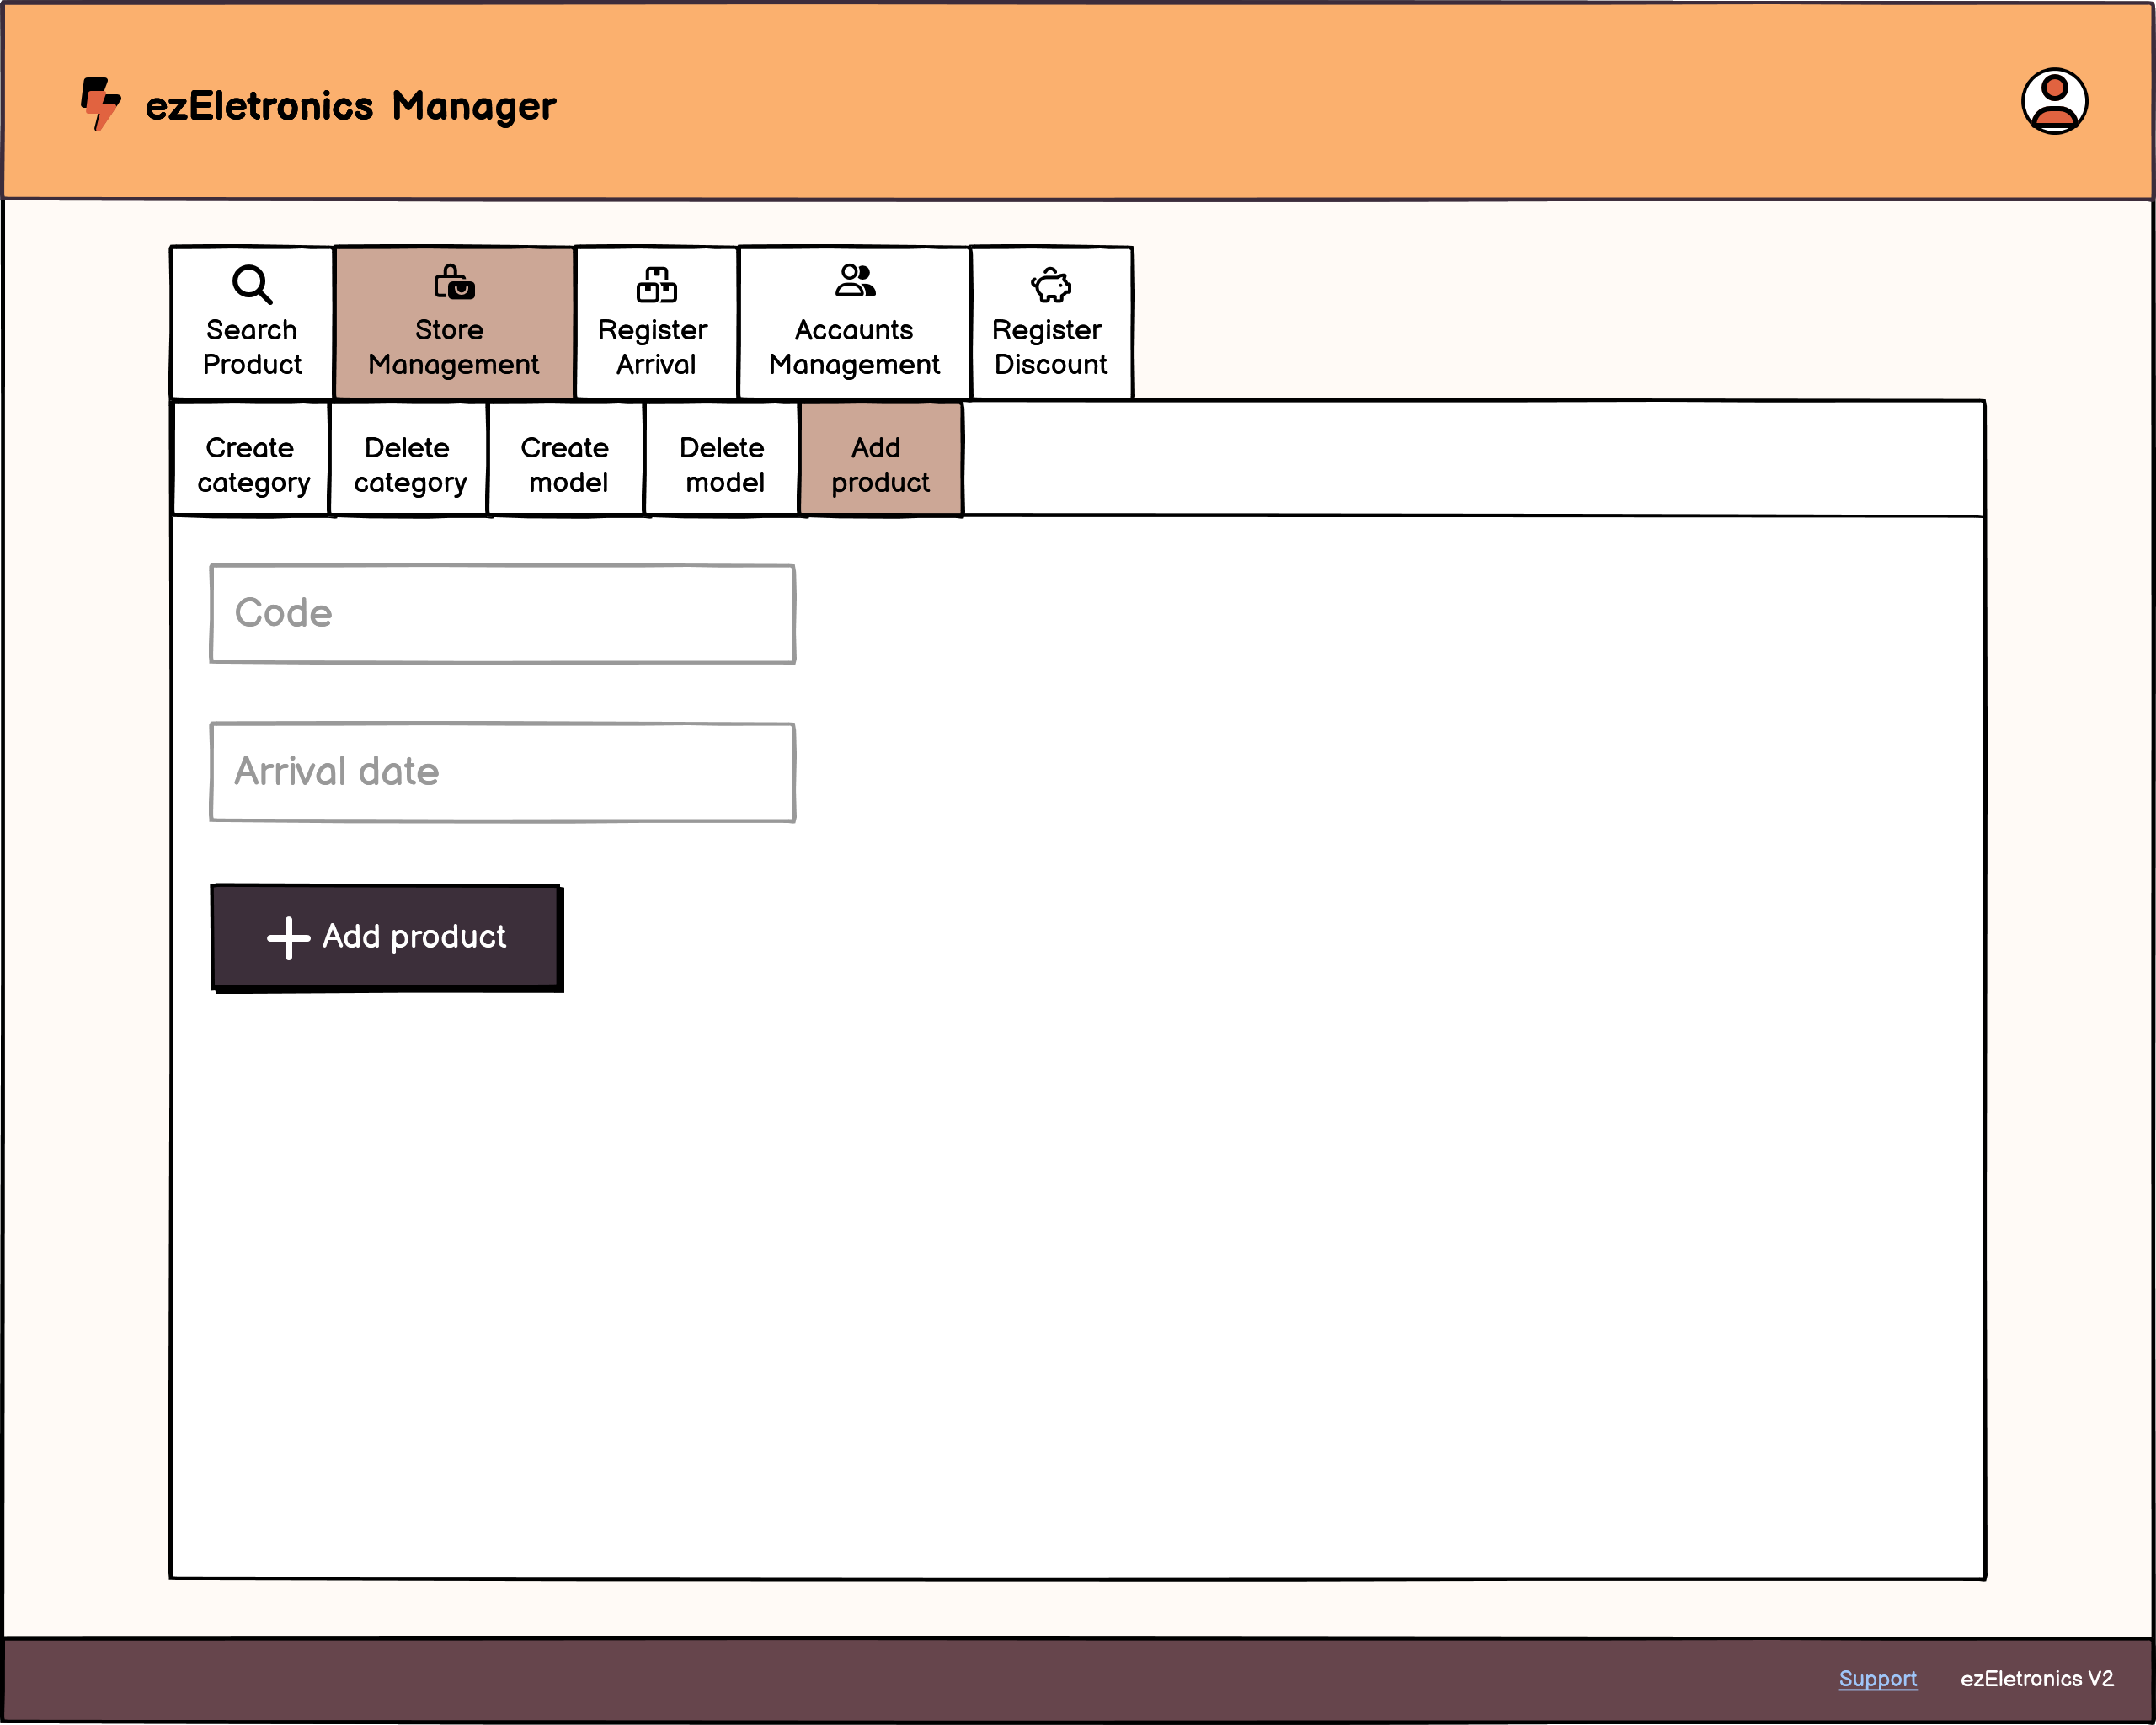 ezEletronics Manager
Search
Product
Store
Management
Register
Arrival
Accaunts
Management
Register
Discount
Create
category
Delete
category
Create
model
Delete
model
Add
product
Code
Arrival date
Add product
Support
ezEletronics V2